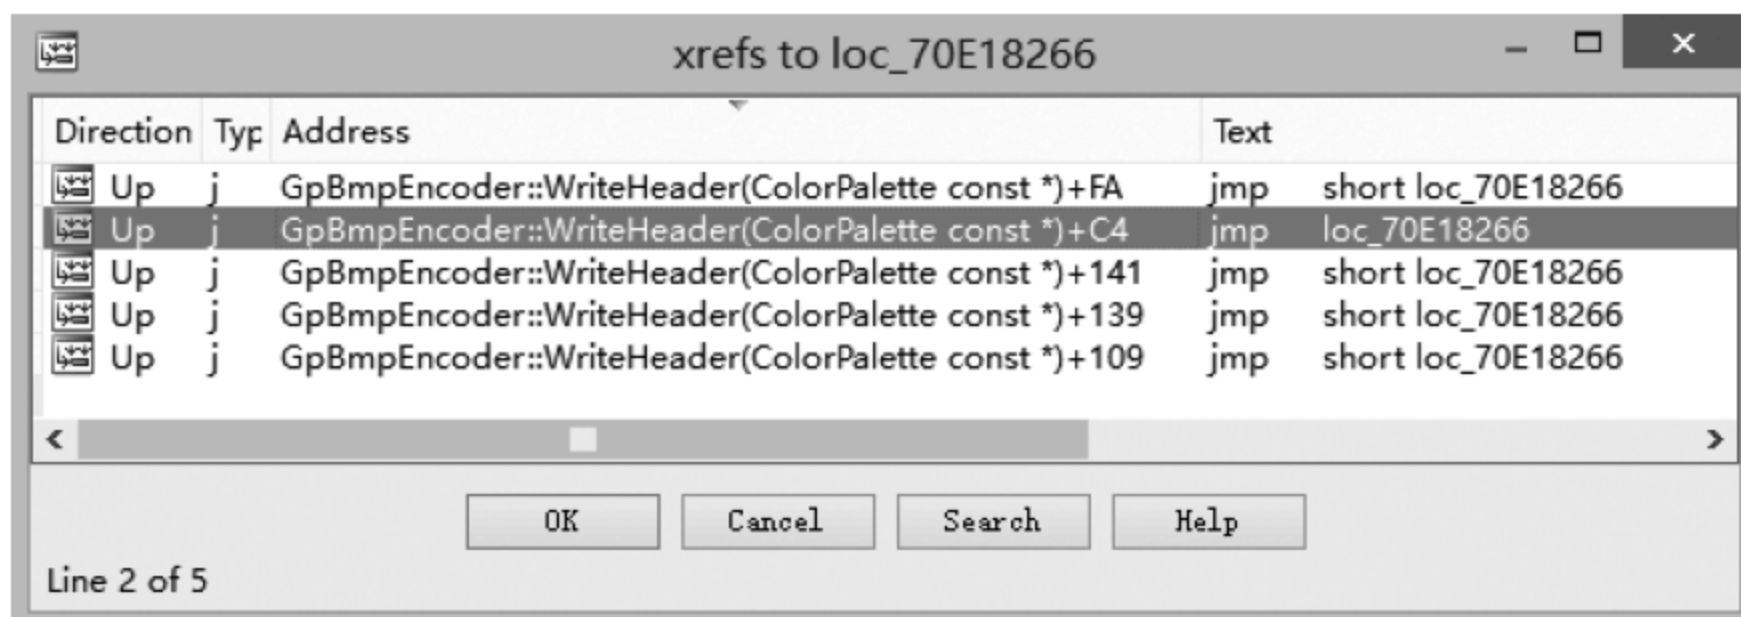 xrefs to loc_70E18266
Direction Typ Address Text
Up j GpBmpEncoder::WriteHeader(ColorPalette const *)+FA jmp short loc_70E18266
Up j GpBmpEncoder::WriteHeader(ColorPalette const *)+C4 jmp loc_70E18266
Up j GpBmpEncoder::WriteHeader(ColorPalette const *)+141 jmp short loc_70E18266
Up j GpBmpEncoder::WriteHeader(ColorPalette const *)+139 jmp short loc_70E18266
Up j GpBmpEncoder::WriteHeader(ColorPalette const *)+109 jmp short loc_70E18266
OK Cancel Search Help
Line 2 of 5